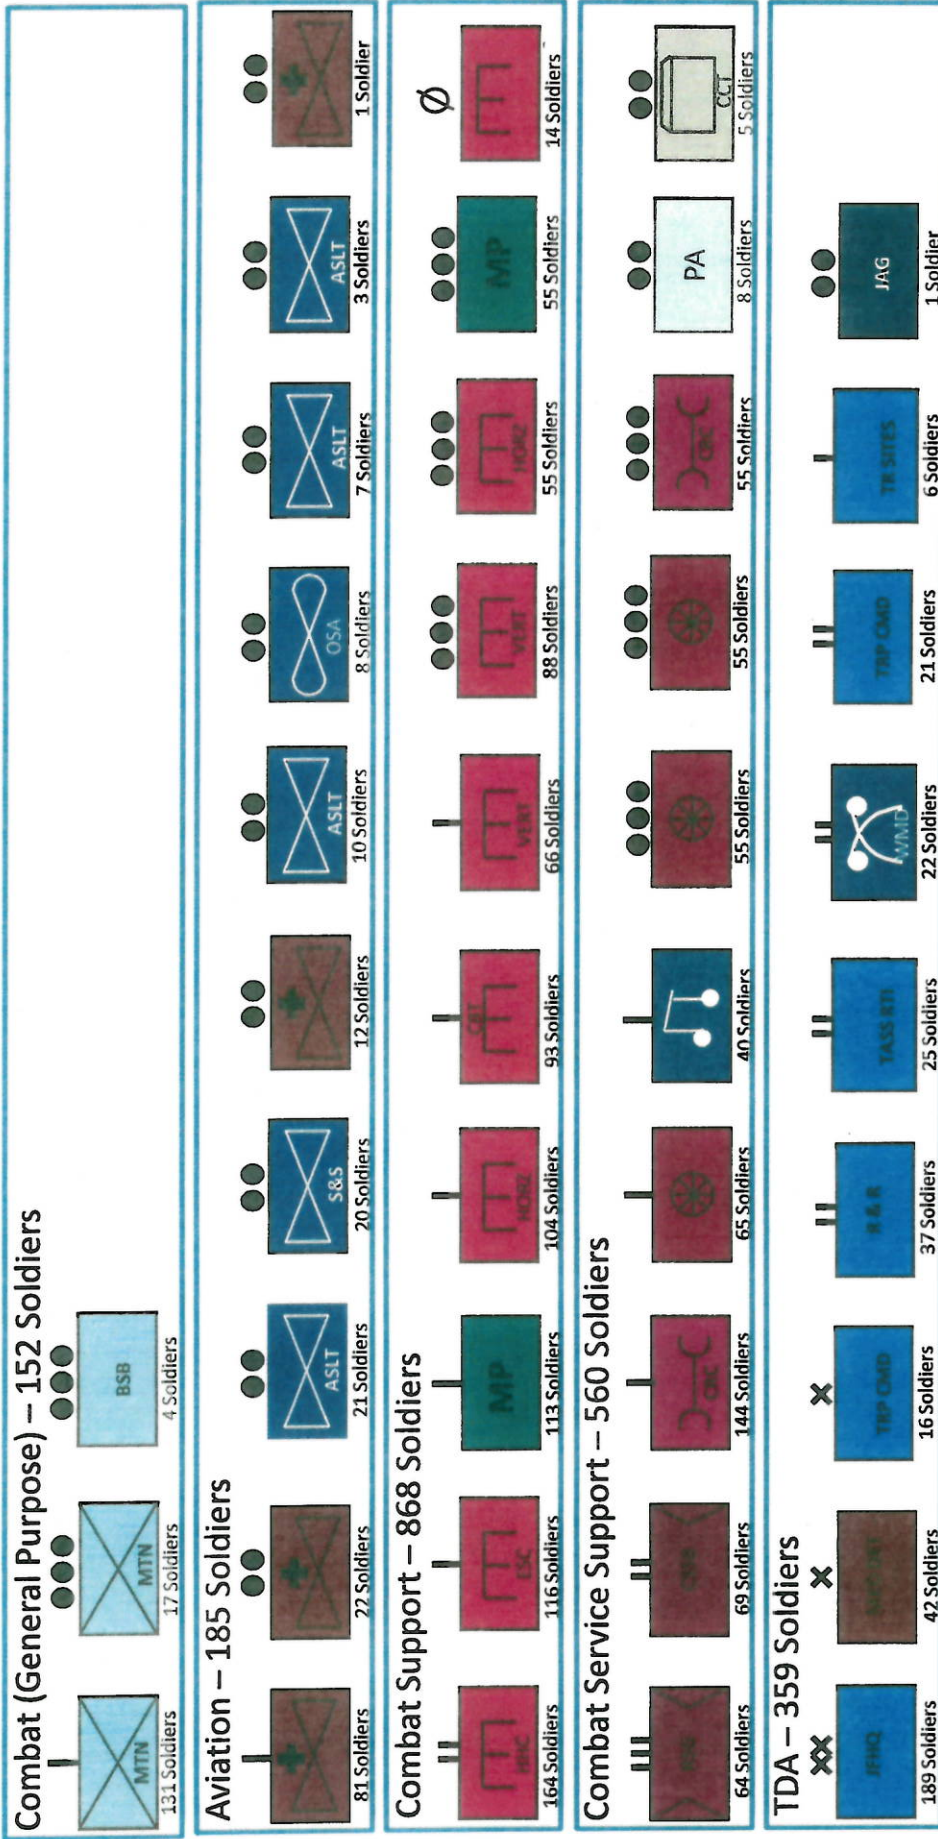 Combat (General Purpose) – 152 Soldiers
MTN
131 Soldiers
MTN
17 Soldiers
BSB
4 Soldiers
Aviation – 185 Soldiers
81 Soldiers
22 Soldiers
ASLT
21 Soldiers
S&S
20 Soldiers
12 Soldiers
ASLT
10 Soldiers
OSA
8 Soldiers
ASLT
7 Soldiers
ASLT
3 Soldiers
1 Soldier
Combat Support – 868 Soldiers
HHC
164 Soldiers
ESC
116 Soldiers
MP
113 Soldiers
HORZ
104 Soldiers
CBT
93 Soldiers
VERT
66 Soldiers
VERT
88 Soldiers
HORZ
55 Soldiers
MP
55 Soldiers
Ø
14 Soldiers
Combat Service Support – 560 Soldiers
64 Soldiers
69 Soldiers
CRC
144 Soldiers
65 Soldiers
40 Soldiers
55 Soldiers
55 Soldiers
CRC
55 Soldiers
PA
8 Soldiers
CCT
5 Soldiers
TDA – 359 Soldiers
JFHQ
189 Soldiers
42 Soldiers
TRP CMD
16 Soldiers
R & R
37 Soldiers
TASS RTI
25 Soldiers
WMD
22 Soldiers
TRP CMD
21 Soldiers
TR SITES
6 Soldiers
JAG
1 Soldier